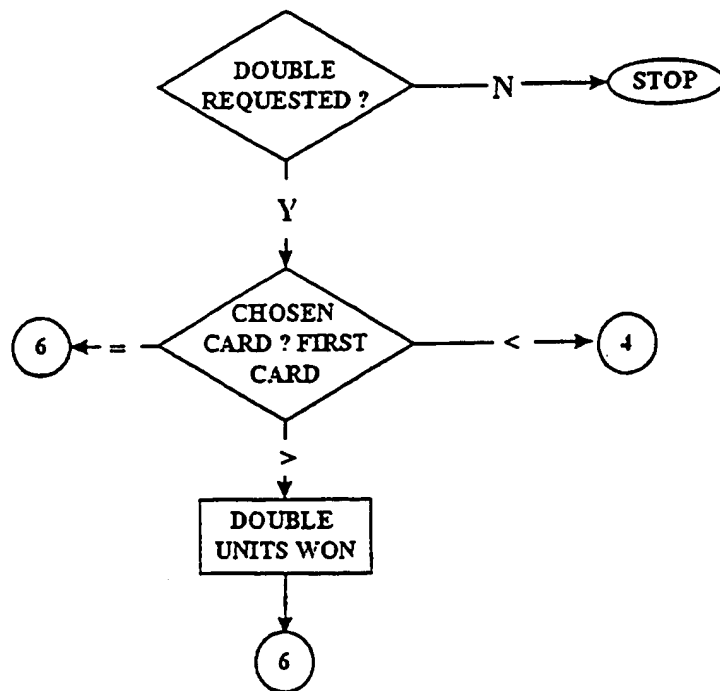 DOUBLE
REQUESTED ?
N
STOP
Y
CHOSEN
CARD ? FIRST
CARD
6
=
<
4
>
DOUBLE
UNITS WON
6